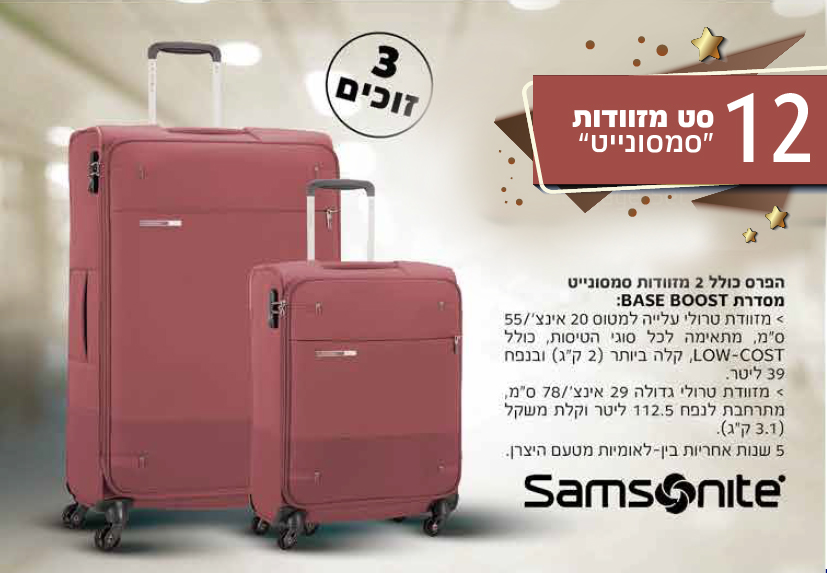 3
זוכים
12
סט מזוודות
"סמסונייט"
הפרס כולל 2 מזוודות סמסונייט
מסדרת BASE BOOST:
> מזוודת טרולי עלייה למטוס 20 אינצ'/55
ס"מ, מתאימה לכל סוגי הטיסות, כולל
LOW-COST, קלה ביותר (2 ק"ג) ובנפח
39 ליטר.
> מזוודת טרולי גדולה 29 אינצ'/78 ס"מ,
מתרחבת לנפח 112.5 ליטר וקלת משקל
(3.1 ק"ג).
5 שנות אחריות בין-לאומיות מטעם היצרן.
Samsonite